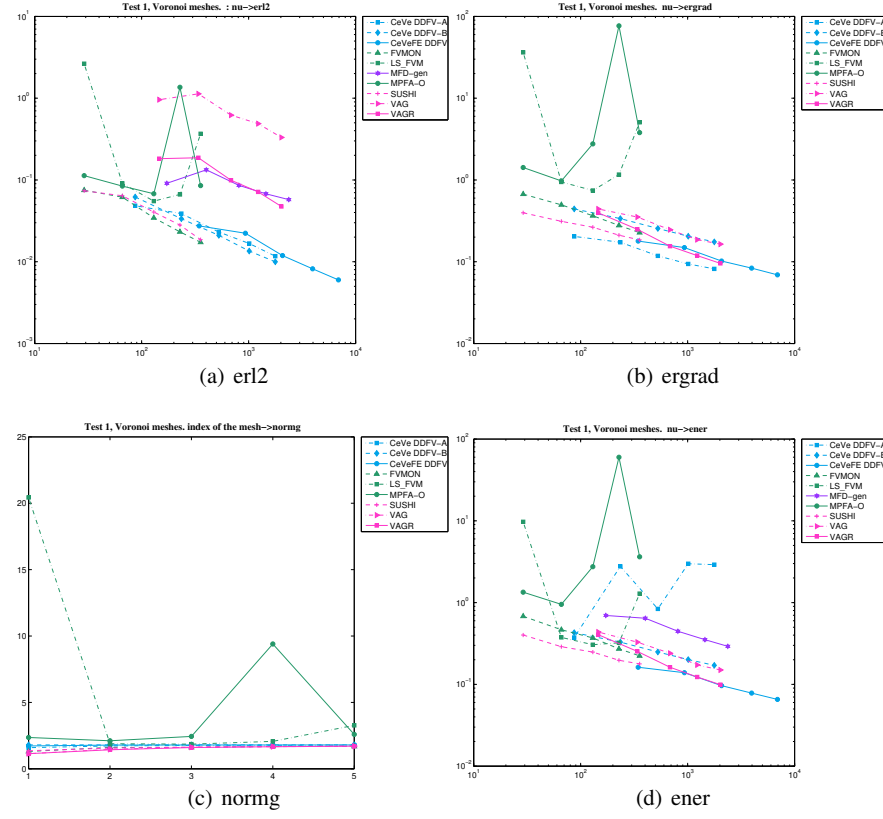 Test 1, Voronoi meshes. : nu->erl2
10^1
10^0
10^-1
10^-2
10^-3
10^1
10^2
10^3
10^4
CeVe DDFV-A
CeVe DDFV-B
CeVeFE DDFV
FVMON
LS_FVM
MFD-gen
MPFA-O
SUSHI
VAG
VAGR
(a) erl2
Test 1, Voronoi meshes. nu->ergrad
10^2
10^1
10^0
10^-1
10^-2
10^1
10^2
10^3
10^4
CeVe DDFV-A
CeVe DDFV-B
CeVeFE DDFV
FVMON
LS_FVM
MPFA-O
SUSHI
VAG
VAGR
(b) ergrad
Test 1, Voronoi meshes. index of the mesh->normg
25
20
15
10
5
0
1
2
3
4
5
CeVe DDFV-A
CeVe DDFV-B
CeVeFE DDFV
FVMON
LS_FVM
MPFA-O
SUSHI
VAG
VAGR
(c) normg
Test 1, Voronoi meshes. nu->ener
10^2
10^1
10^0
10^-1
10^-2
10^1
10^2
10^3
10^4
CeVe DDFV-A
CeVe DDFV-B
CeVeFE DDFV
FVMON
LS_FVM
MFD-gen
MPFA-O
SUSHI
VAG
VAGR
(d) ener